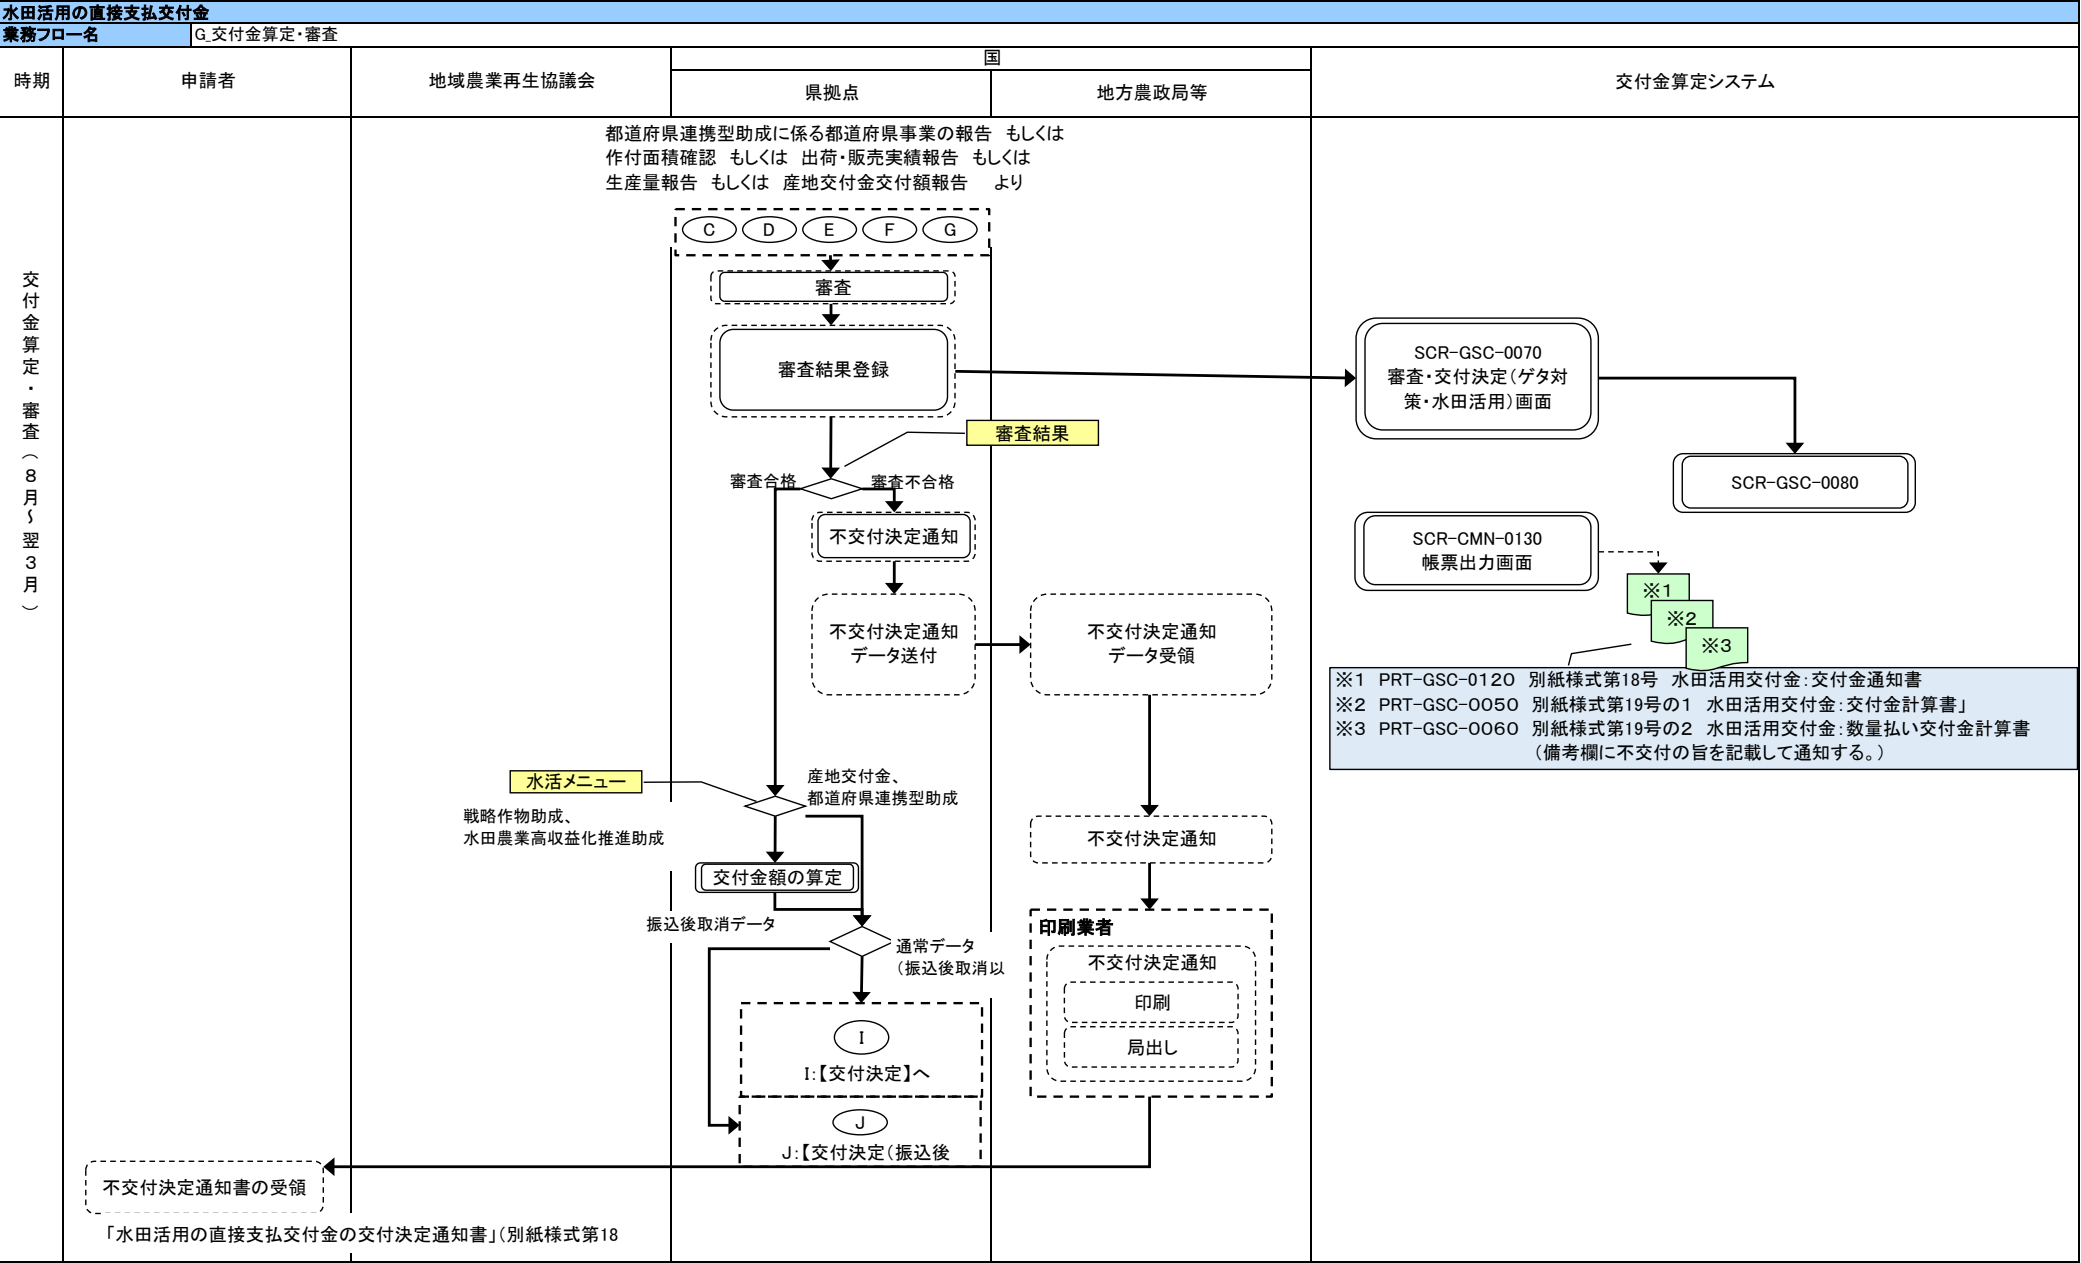 水田活用の直接支払交付金
業務フロー名
G_交付金算定・審査
時期
申請者
地域農業再生協議会
国
県拠点
地方農政局等
交付金算定システム
交付金算定・審査（８月～翌３月）
都道府県連携型助成に係る都道府県事業の報告　もしくは
作付面積確認　もしくは　出荷・販売実績報告　もしくは
生産量報告　もしくは　産地交付金交付額報告　　より
C
D
E
F
G
審査
審査結果登録
SCR-GSC-0070
審査・交付決定（ゲタ対
策・水田活用）画面
審査結果
審査合格
審査不合格
SCR-GSC-0080
不交付決定通知
SCR-CMN-0130
帳票出力画面
※１
※２
※３
不交付決定通知
データ送付
不交付決定通知
データ受領
※１　PRT-GSC-０１２０　別紙様式第18号　水田活用交付金：交付金通知書
※２　PRT-GSC-００５０　別紙様式第19号の１　水田活用交付金：交付金計算書」
※３　PRT-GSC-００６０　別紙様式第19号の２　水田活用交付金：数量払い交付金計算書
（備考欄に不交付の旨を記載して通知する。）
水活メニュー
産地交付金、
都道府県連携型助成
戦略作物助成、
水田農業高収益化推進助成
不交付決定通知
交付金額の算定
振込後取消データ
通常データ
（振込後取消以
印刷業者
不交付決定通知
印刷
局出し
I
I:【交付決定】へ
J
J:【交付決定（振込後
不交付決定通知書の受領
「水田活用の直接支払交付金の交付決定通知書」（別紙様式第18